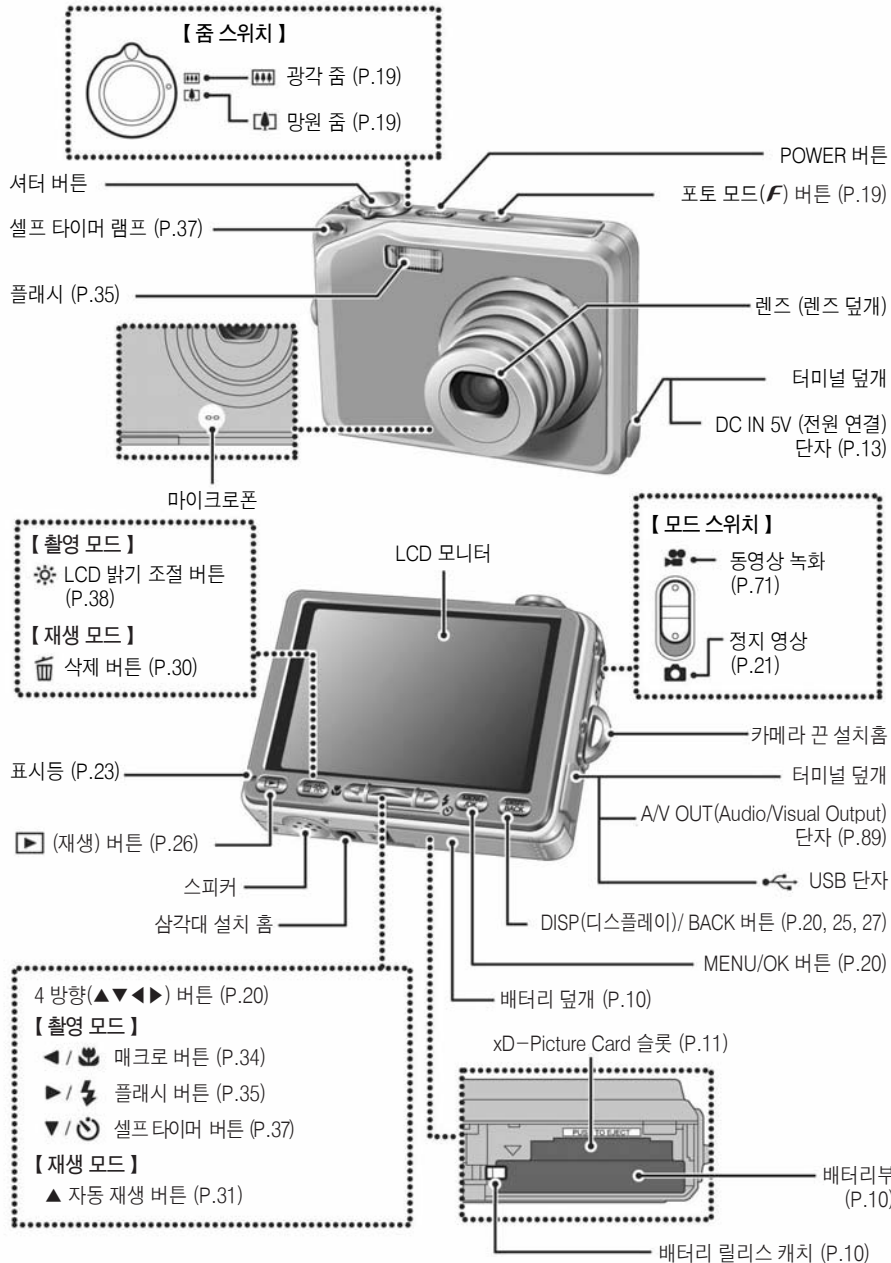 【 줌 스위치 】
광각 줌 (P.19)
망원 줌 (P.19)
셔터 버튼
셀프 타이머 램프 (P.37)
플래시 (P.35)
POWER 버튼
포토 모드(F) 버튼 (P.19)
렌즈 (렌즈 덮개)
터미널 덮개
DC IN 5V (전원 연결)
단자 (P.13)
마이크로폰
【 촬영 모드 】
LCD 밝기 조절 버튼
(P.38)
【 재생 모드 】
삭제 버튼 (P.30)
LCD 모니터
【 모드 스위치 】
동영상 녹화
(P.71)
정지 영상
(P.21)
카메라 끈 설치홈
터미널 덮개
A/V OUT(Audio/Visual Output)
단자 (P.89)
USB 단자
표시등 (P.23)
MENU
/OK
BACK
(재생) 버튼 (P.26)
스피커
삼각대 설치 홈
DISP(디스플레이)/ BACK 버튼 (P.20, 25, 27)
MENU/OK 버튼 (P.20)
배터리 덮개 (P.10)
4 방향(▲▼◀▶) 버튼 (P.20)
【 촬영 모드 】
◀ / 매크로 버튼 (P.34)
▶ / 플래시 버튼 (P.35)
▼ / 셀프타이머 버튼 (P.37)
【 재생 모드 】
▲ 자동 재생 버튼 (P.31)
xD-Picture Card 슬롯 (P.11)
PUSH TO EJECT
배터리부
(P.10)
배터리 릴리스 캐치 (P.10)